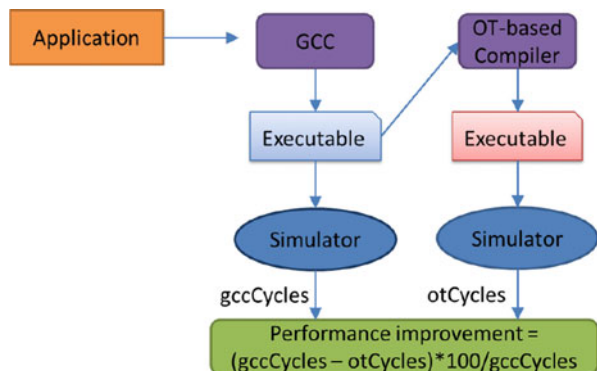 Application
GCC
OT-based
Compiler
Executable
Executable
Simulator
Simulator
gccCycles
otCycles
Performance improvement =
(gccCycles – otCycles)*100/gccCycles